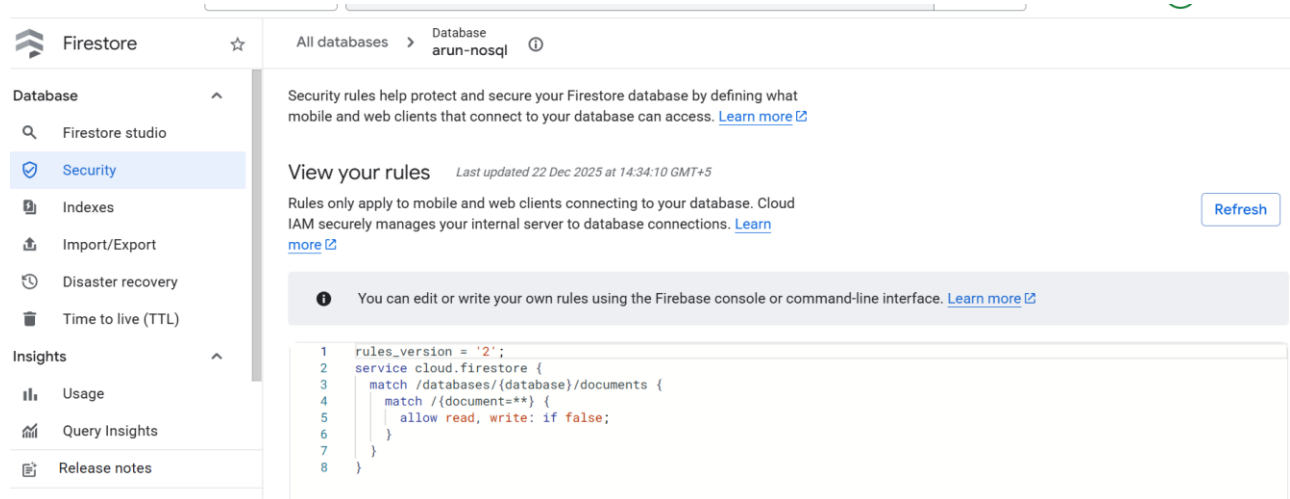 Firestore
All databases > Database
arun-nosql
Database
Firestore studio
Security
Indexes
Import/Export
Disaster recovery
Time to live (TTL)
Insights
Usage
Query Insights
Release notes
Security rules help protect and secure your Firestore database by defining what
mobile and web clients that connect to your database can access. Learn more
View your rules Last updated 22 Dec 2025 at 14:34:10 GMT+5
Rules only apply to mobile and web clients connecting to your database. Cloud
IAM securely manages your internal server to database connections. Learn
more
Refresh
You can edit or write your own rules using the Firebase console or command-line interface. Learn more
1 rules_version = '2';
2 service cloud.firestore {
3 match /databases/{database}/documents {
4 match /{document=**} {
5 allow read, write: if false;
6 }
7 }
8 }